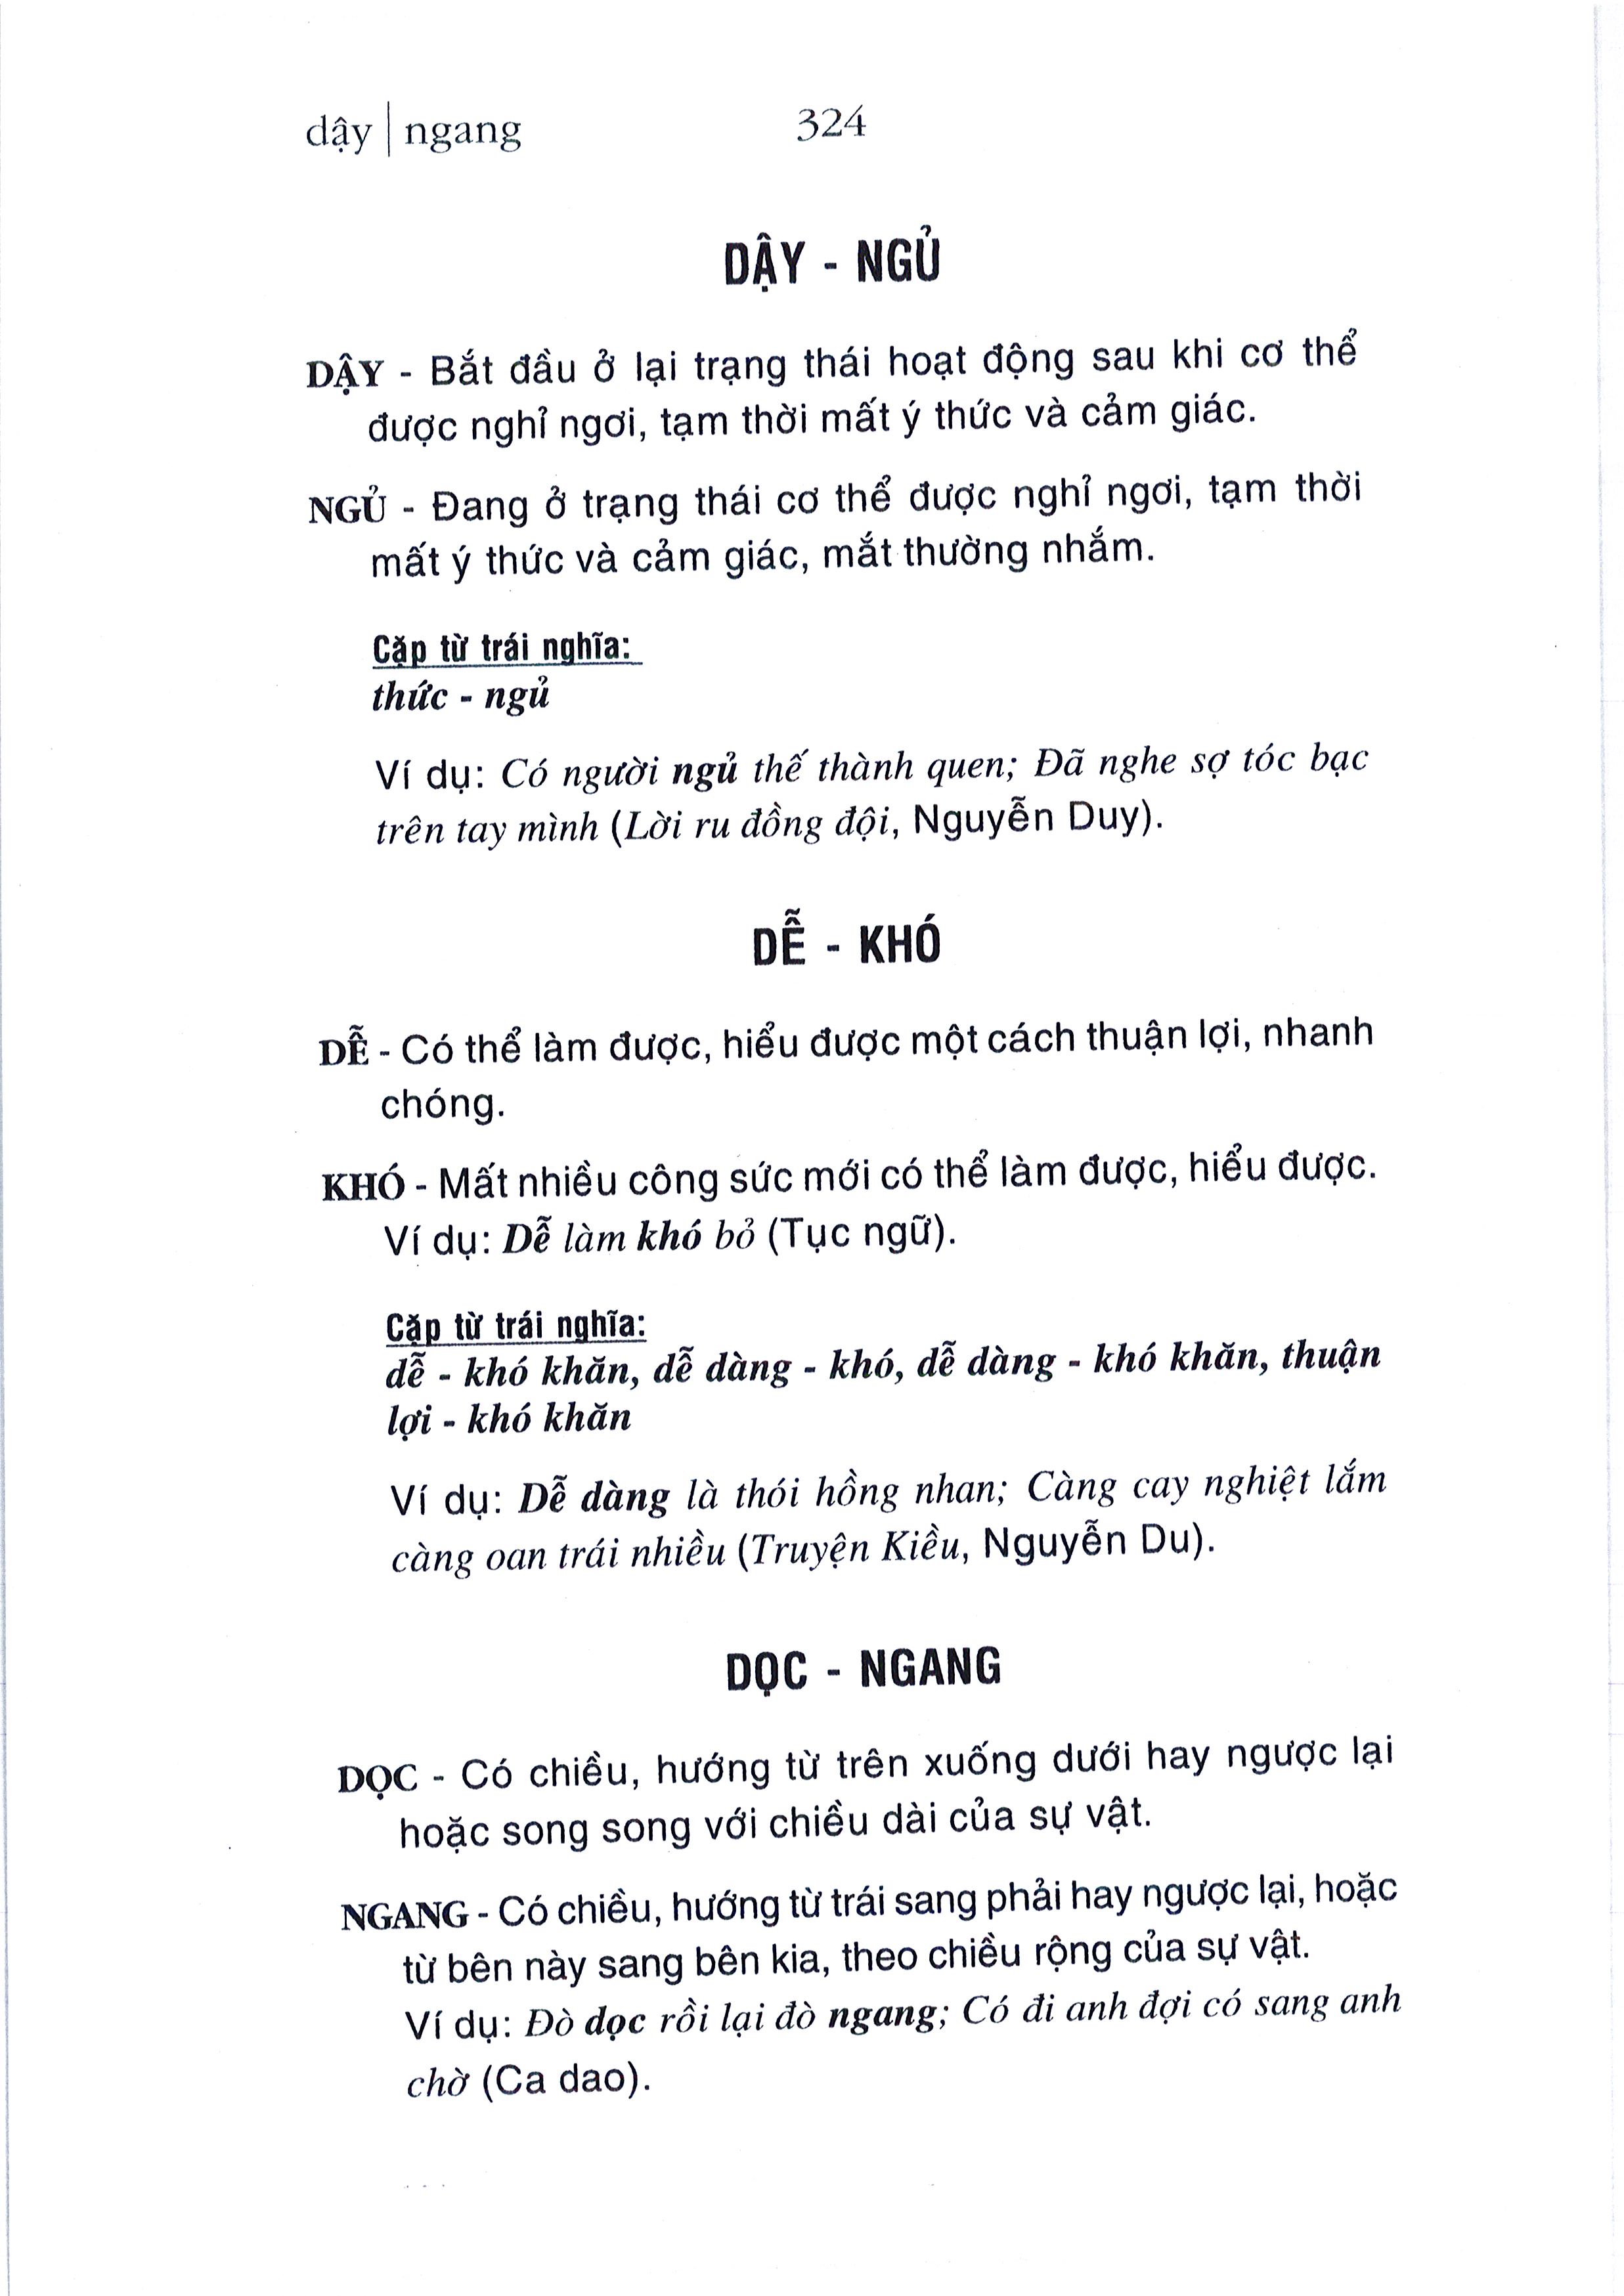 dậy | ngang 324
DẬY - NGỦ
DẬY - Bắt đầu ở lại trạng thái hoạt động sau khi cơ thể
được nghỉ ngơi, tạm thời mất ý thức và cảm giác.
NGỦ - Đang ở trạng thái cơ thể được nghỉ ngơi, tạm thời
mất ý thức và cảm giác, mắt thường nhắm.
Cặp từ trái nghĩa:
thức - ngủ
Ví dụ: Có người ngủ thế thành quen; Đã nghe sợ tóc bạc
trên tay mình (Lời ru đồng đội, Nguyễn Duy).
DỄ - KHÓ
DỄ - Có thể làm được, hiểu được một cách thuận lợi, nhanh
chóng.
KHÓ - Mất nhiều công sức mới có thể làm được, hiểu được.
Ví dụ: Dễ làm khó bỏ (Tục ngữ).
Cặp từ trái nghĩa:
dễ - khó khăn, dễ dàng - khó, dễ dàng - khó khăn, thuận
lợi - khó khăn
Ví dụ: Dễ dàng là thói hồng nhan; Càng cay nghiệt lắm
càng oan trái nhiều (Truyện Kiều, Nguyễn Du).
DỌC - NGANG
DỌC - Có chiều, hướng từ trên xuống dưới hay ngược lại
hoặc song song với chiều dài của sự vật.
NGANG - Có chiều, hướng từ trái sang phải hay ngược lại, hoặc
từ bên này sang bên kia, theo chiều rộng của sự vật.
Ví dụ: Đò dọc rồi lại đò ngang; Có đi anh đợi có sang anh
chờ (Ca dao).